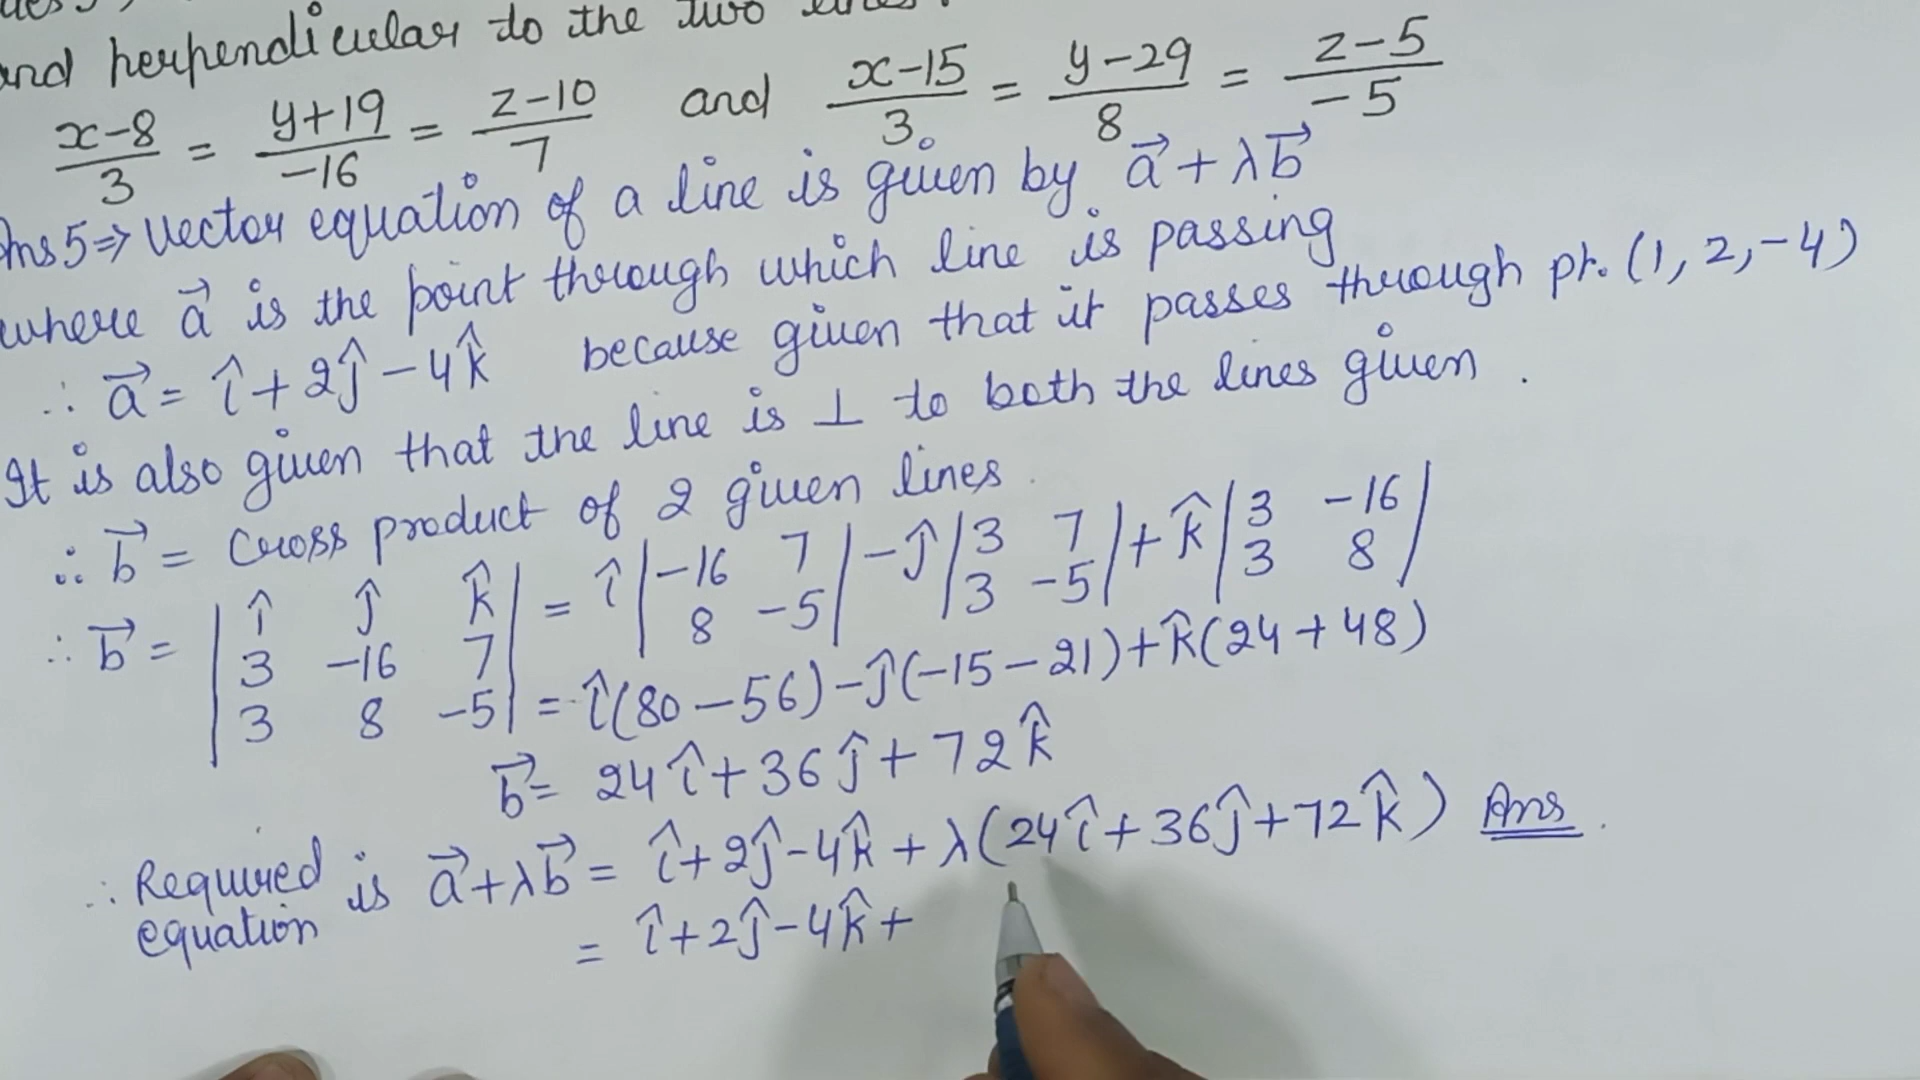 and perpendicular to the two
x-8/3 = y+19/-16 = z-10/7 and x-15/3 = y-29/8 = z-5/-5
Ans 5⇒ Vector equation of a line is given by a⃗ + λb⃗
where a⃗ is the point through which line is passing
∴ a⃗ = î + 2ĵ - 4k̂ because given that it passes through pt. (1, 2, -4)
It is also given that the line is ⊥ to both the lines given.
∴ b⃗ = Cross product of 2 given lines
∴ b⃗ = |î ĵ k̂; 3 -16 7; 3 8 -5| = î|-16 7; 8 -5| - ĵ|3 7; 3 -5| + k̂|3 -16; 3 8|
= î(80-56) - ĵ(-15-21) + k̂(24+48)
b⃗ = 24î + 36ĵ + 72k̂
∴ Required equation is a⃗+λb⃗ = î+2ĵ-4k̂ + λ(24î+36ĵ+72k̂) Ans.
= î+2ĵ-4k̂+